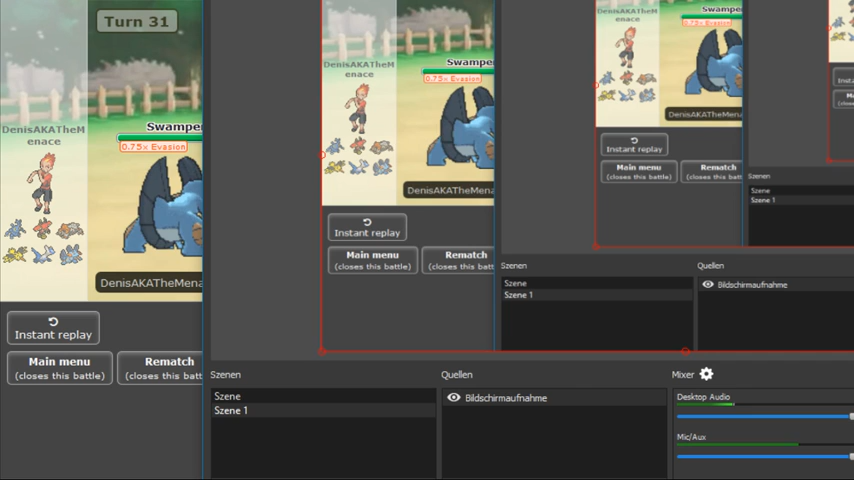 Turn 31
DenisAKATheM
enace
Swamper
0.75× Evasion
DenisAKATheMena
Instant replay
Main menu
(closes this battle)
Rematch
(closes this batt
DenisAKATheM
enace
Swampe
0.75× Evasion
DenisAKATheMena
Instant replay
Main menu
(closes this battle)
Rematch
(closes this batt
DenisAKATheM
enace
Swamper
0.75× Evasion
DenisAKATheMena
Instant replay
Main menu
(closes this battle)
Rematch
(closes this batt
Szenen
Szene
Szene 1
Szenen
Szene
Szene 1
Quellen
Bildschirmaufnahme
Szenen
Szene
Szene 1
Quellen
Bildschirmaufnahme
Mixer
Desktop Audio
Mic/Aux